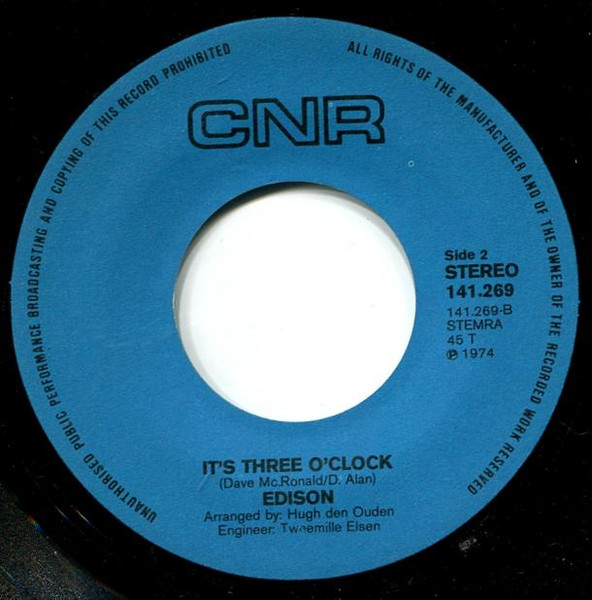 UNAUTHORISED PUBLIC PERFORMANCE BROADCASTING AND COPYING OF THIS RECORD PROHIBITED
ALL RIGHTS OF THE MANUFACTURER AND OF THE OWNER OF THE RECORDED WORK RESERVED
CNR
Side 2
STEREO
141.269
141.269-B
STEMRA
45 T
℗ 1974
IT'S THREE O'CLOCK
(Dave Mc.Ronald/D. Alan)
EDISON
Arranged by: Hugh den Ouden
Engineer: Tweemille Elsen